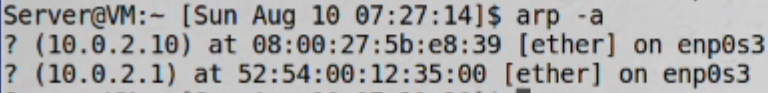 Server@VM:~ [Sun Aug 10 07:27:14]$ arp -a
? (10.0.2.10) at 08:00:27:5b:e8:39 [ether] on enp0s3
? (10.0.2.1) at 52:54:00:12:35:00 [ether] on enp0s3